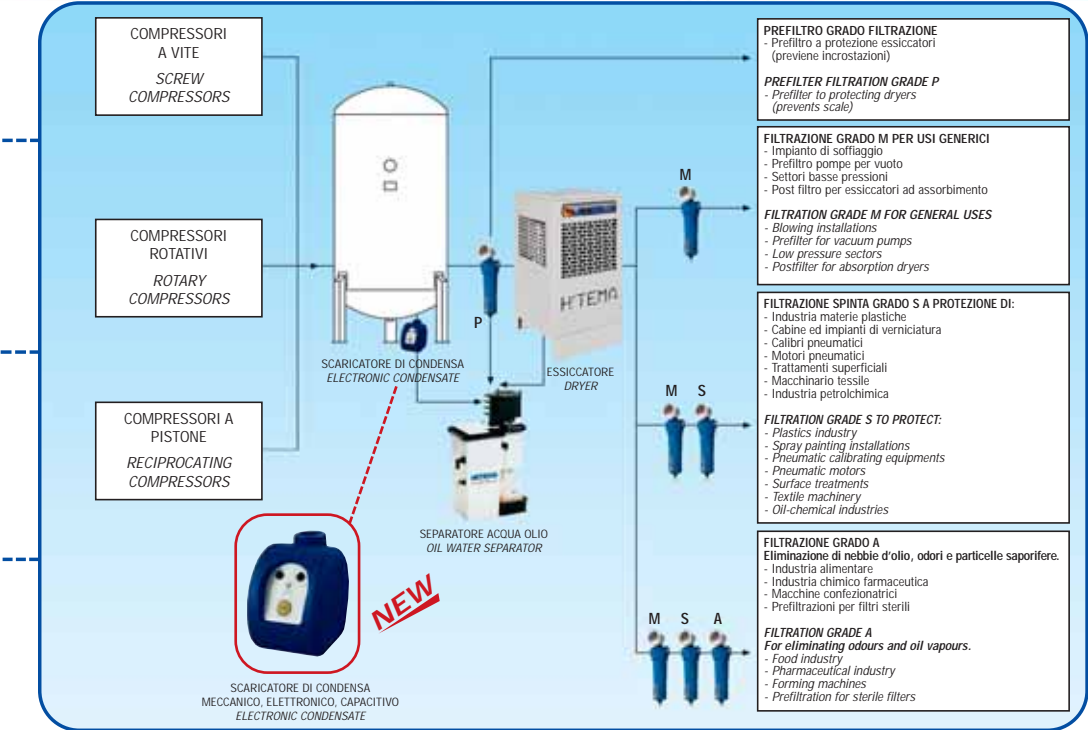 COMPRESSORI
A VITE
SCREW
COMPRESSORS
COMPRESSORI
ROTATIVI
ROTARY
COMPRESSORS
COMPRESSORI A
PISTONE
RECIPROCATING
COMPRESSORS
P
SCARICATORE DI CONDENSA
ELECTRONIC CONDENSATE
HITEMA
ESSICCATORE
DRYER
SEPARATORE ACQUA OLIO
OIL WATER SEPARATOR
NEW
SCARICATORE DI CONDENSA
MECCANICO, ELETTRONICO, CAPACITIVO
ELECTRONIC CONDENSATE
M
M S
M S A
PREFILTRO GRADO FILTRAZIONE
- Prefiltro a protezione essiccatori
(previene incrostazioni)
PREFILTER FILTRATION GRADE P
- Prefilter to protecting dryers
(prevents scale)
FILTRAZIONE GRADO M PER USI GENERICI
- Impianto di soffiaggio
- Prefiltro pompe per vuoto
- Settori basse pressioni
- Post filtro per essiccatori ad assorbimento
FILTRATION GRADE M FOR GENERAL USES
- Blowing installations
- Prefilter for vacuum pumps
- Low pressure sectors
- Postfilter for absorption dryers
FILTRAZIONE SPINTA GRADO S A PROTEZIONE DI:
- Industria materie plastiche
- Cabine ed impianti di verniciatura
- Calibri pneumatici
- Motori pneumatici
- Trattamenti superficiali
- Macchinario tessile
- Industria petrolchimica
FILTRATION GRADE S TO PROTECT:
- Plastics industry
- Spray painting installations
- Pneumatic calibrating equipments
- Pneumatic motors
- Surface treatments
- Textile machinery
- Oil-chemical industries
FILTRAZIONE GRADO A
Eliminazione di nebbie d'olio, odori e particelle saporifere.
- Industria alimentare
- Industria chimico farmaceutica
- Macchine confezionatrici
- Prefiltrazioni per filtri sterili
FILTRATION GRADE A
For eliminating odours and oil vapours.
- Food industry
- Pharmaceutical industry
- Forming machines
- Prefiltration for sterile filters